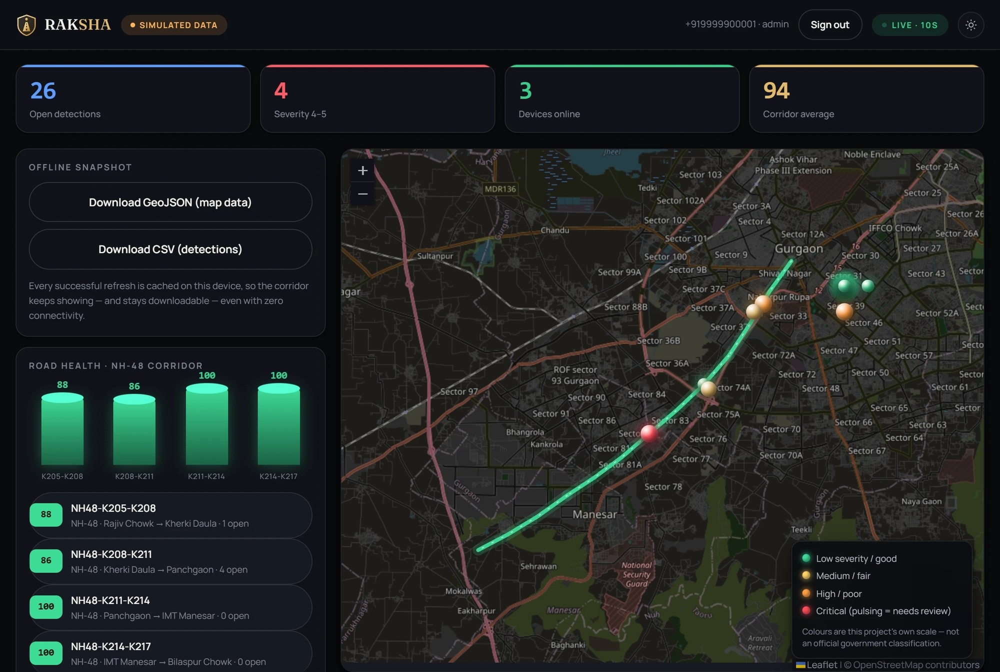 RAKSHA
SIMULATED DATA
+919999900001 · admin
Sign out
LIVE · 10S
26
Open detections
4
Severity 4–5
3
Devices online
94
Corridor average
OFFLINE SNAPSHOT
Download GeoJSON (map data)
Download CSV (detections)
Every successful refresh is cached on this device, so the corridor
keeps showing — and stays downloadable — even with zero
connectivity.
ROAD HEALTH · NH-48 CORRIDOR
88
86
100
100
K205-K208
K208-K211
K211-K214
K214-K217
88
NH48-K205-K208
NH-48 · Rajiv Chowk → Kherki Daula · 1 open
86
NH48-K208-K211
NH-48 · Kherki Daula → Panchgaon · 4 open
100
NH48-K211-K214
NH-48 · Panchgaon → IMT Manesar · 0 open
100
NH48-K214-K217
NH-48 · IMT Manesar → Bilaspur Chowk · 0 open
+
−
Jheel
Haryana
Ashok Vihar
Phase III Extension
Noble Enclave
Sector 25A
Sector 103
MDR136
Tedki
Sector 25
Sector 102A
Sector 3A
Sector 26
Sector 102
Sector 4
Gurgaon
Chandu
IFFCO Chowk
Sector 12A
Sector 26A
Sector 101
Gurgaon
16
Sector 27
Sultanpur
Sector 100
Sector 9
Sector 30
15
Sector 99A
Sector 9B
Shivaj Nagar
Sector 31
Sector 43
Sector
agar
Sector 37C
12
Sector 88B
Sector 37A
Sector 39
Sector 33
Sector 52A
Sector 46
Sector 37
Sector 36B
Sector 51
Sector 47
Sector 72A
Sector 57
Sector 36A
ROF sector
93 Gurgaon
Sector 72
Sector 50
Sector 97
Sector 84
ctor 74A
Sector 48
Sector 61
Sector 90
Sector 65
Sector 91
Sector 86
Sector 83
Sector 75A
Sector
Sector 66
Sector 63
Bhangrola
Sector 70
Kankrola
Sector 76
Sector 64
Sector 81
Sector 67
Sector 77
Sector 70A
Sector 81A
Gurgaon
Sector 78
Gurgaon
Naya Gaon
Manesar
Teekli
Sehrawan
National
Security
Guard
Mokalwas
Eakharpur
Manesar
Nuh
Taoru
Baghanki
Aravali
Retreat
Low severity / good
Medium / fair
High / poor
Critical (pulsing = needs review)
Colours are this project's own scale — not
an official government classification.
Leaflet | © OpenStreetMap contributors